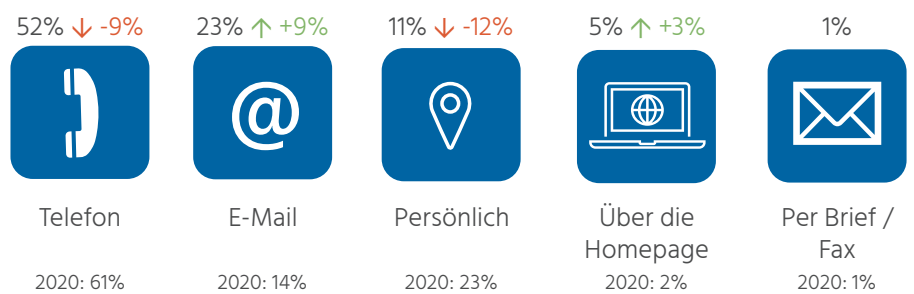 52% ↓ -9%
23% ↑ +9%
11% ↓ -12%
5% ↑ +3%
1%
@
Telefon
E-Mail
Persönlich
Über die
Homepage
Per Brief /
Fax
2020: 61%
2020: 14%
2020: 23%
2020: 2%
2020: 1%